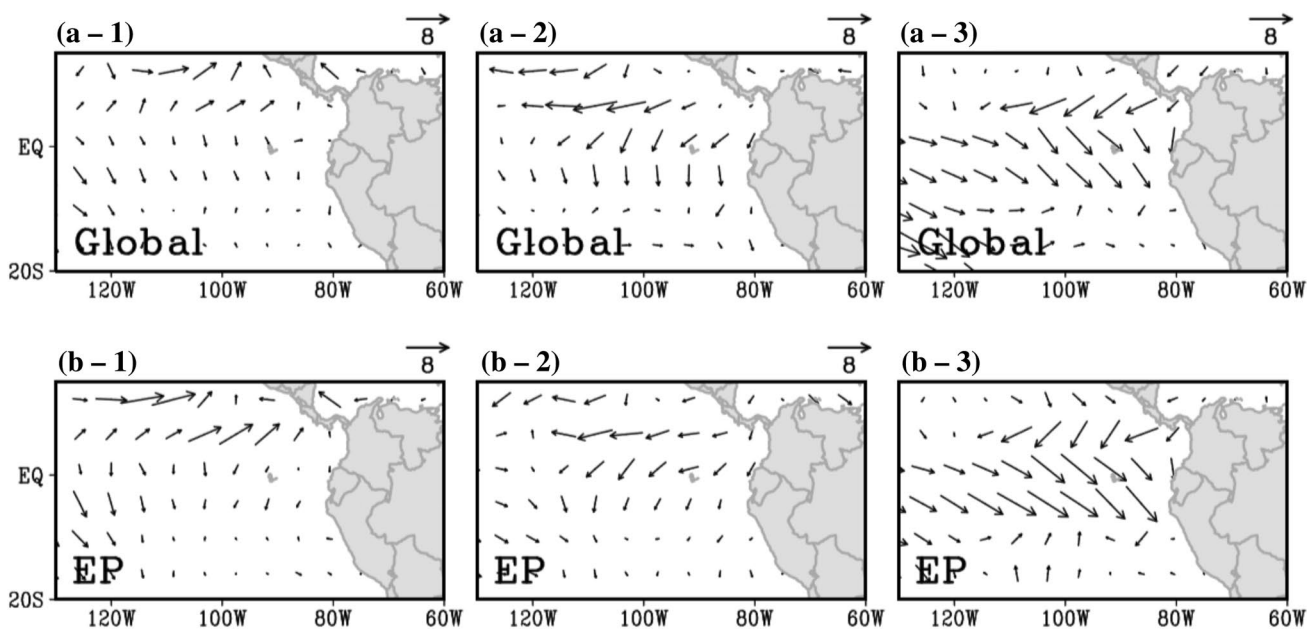 (a – 1)
8
(a – 2)
8
(a – 3)
8
EQ
20S
Global
Global
Global
120W 100W 80W 60W
120W 100W 80W 60W
120W 100W 80W 60W
(b – 1)
8
(b – 2)
8
(b – 3)
8
EQ
20S
EP
EP
EP
120W 100W 80W 60W
120W 100W 80W 60W
120W 100W 80W 60W